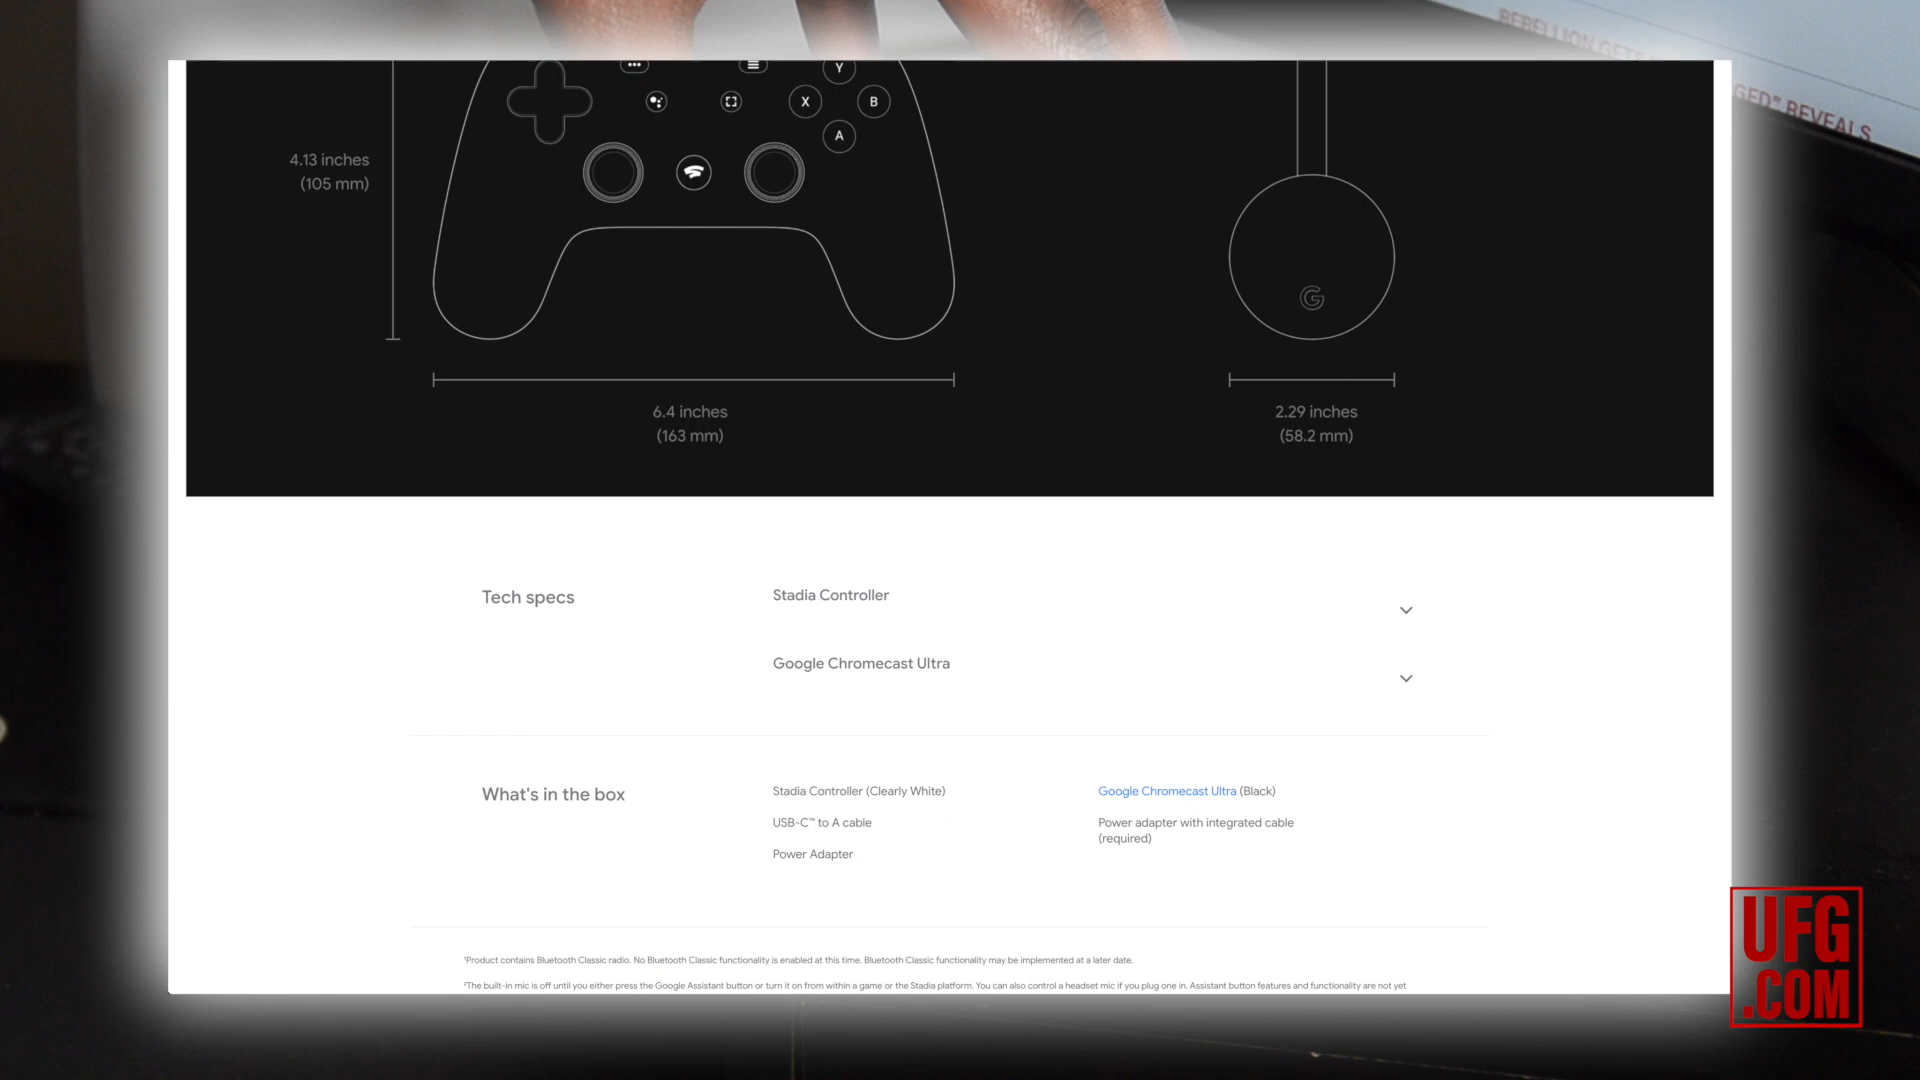 REBELLION GETS
GED" REVEALS
Y
X
B
A
4.13 inches
(105 mm)
G
6.4 inches
(163 mm)
2.29 inches
(58.2 mm)
Tech specs
Stadia Controller
Google Chromecast Ultra
What's in the box
Stadia Controller (Clearly White)
USB-C™ to A cable
Power Adapter
Google Chromecast Ultra (Black)
Power adapter with integrated cable
(required)
¹Product contains Bluetooth Classic radio. No Bluetooth Classic functionality is enabled at this time. Bluetooth Classic functionality may be implemented at a later date.
²The built-in mic is off until you either press the Google Assistant button or turn it on from within a game or the Stadia platform. You can also control a headset mic if you plug one in. Assistant button features and functionality are not yet
UFG
.COM